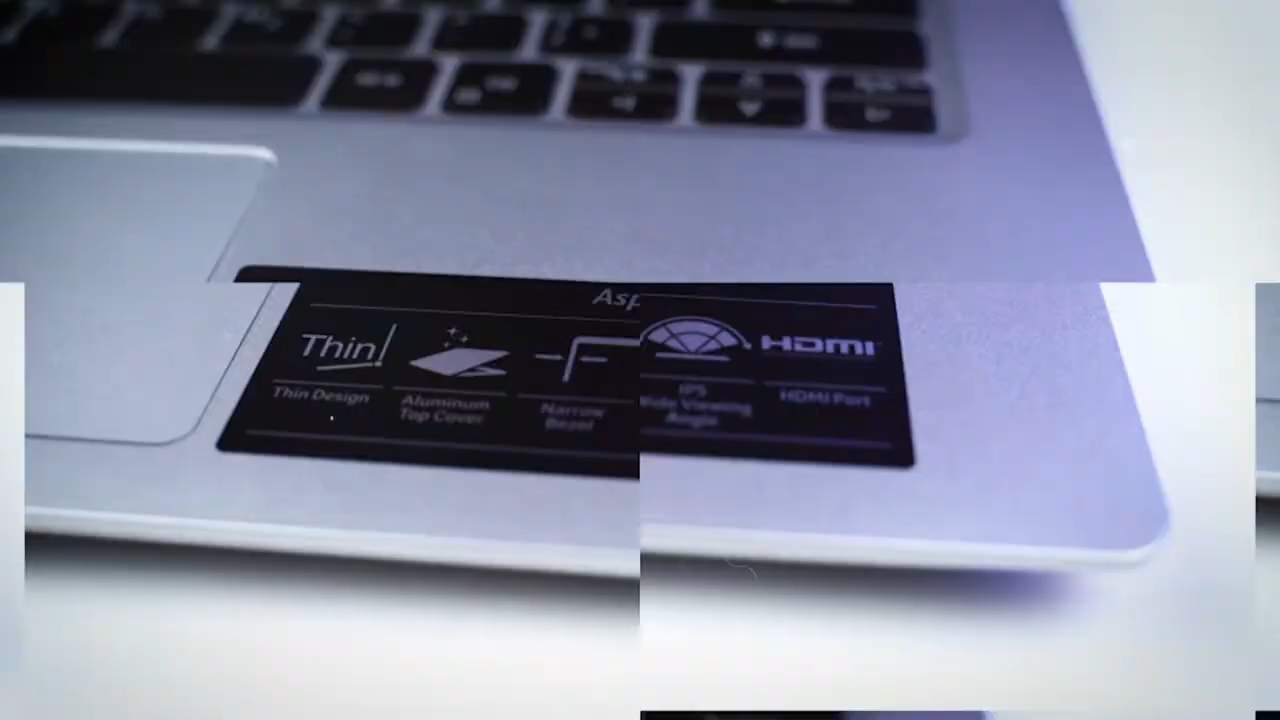 Asp
Thin
HDMI
Thin Design
Aluminum
Top Cover
Narrow
Bezel
IPS
Wide Viewing
Angle
HDMI Port